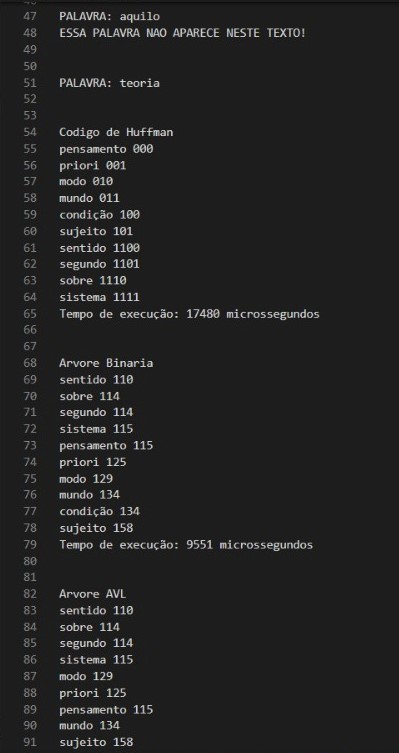 47 PALAVRA: aquilo
48 ESSA PALAVRA NAO APARECE NESTE TEXTO!
49
50
51 PALAVRA: teoria
52
53
54 Codigo de Huffman
55 pensamento 000
56 priori 001
57 modo 010
58 mundo 011
59 condição 100
60 sujeito 101
61 sentido 1100
62 segundo 1101
63 sobre 1110
64 sistema 1111
65 Tempo de execução: 17480 microssegundos
66
67
68 Arvore Binaria
69 sentido 110
70 sobre 114
71 segundo 114
72 sistema 115
73 pensamento 115
74 priori 125
75 modo 129
76 mundo 134
77 condição 134
78 sujeito 158
79 Tempo de execução: 9551 microssegundos
80
81
82 Arvore AVL
83 sentido 110
84 sobre 114
85 segundo 114
86 sistema 115
87 modo 129
88 priori 125
89 pensamento 115
90 mundo 134
91 sujeito 158